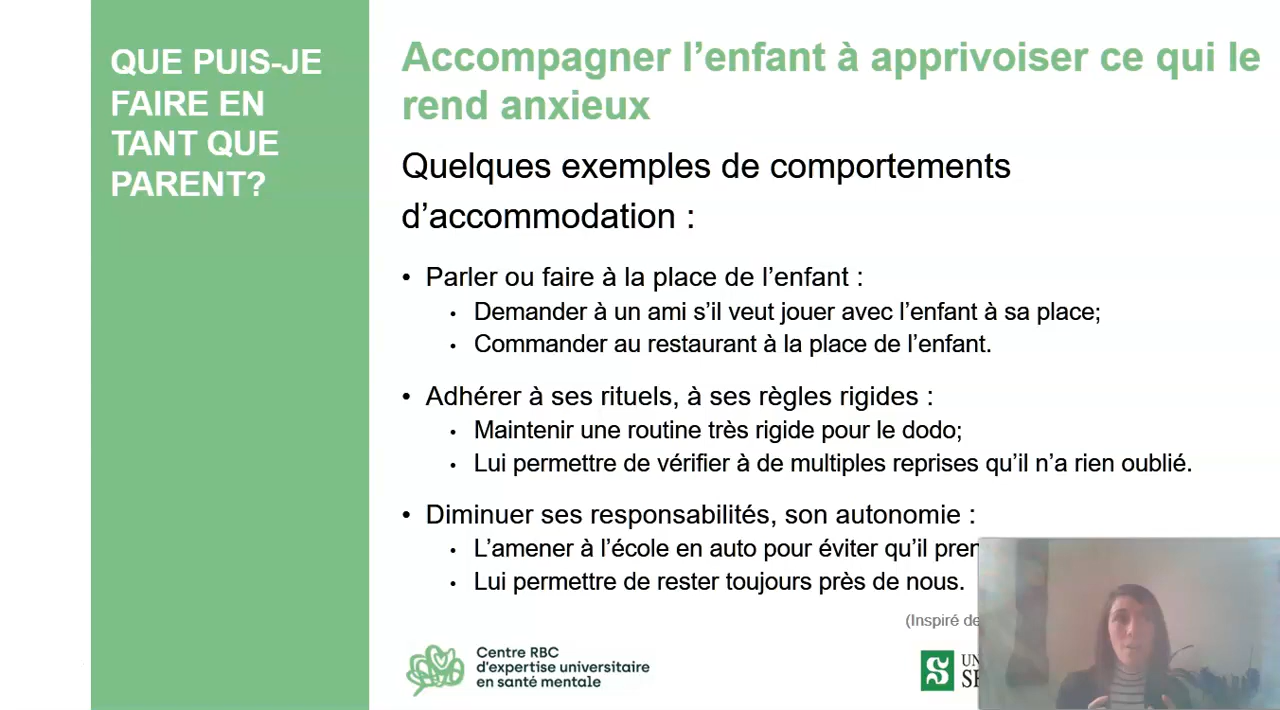 QUE PUIS-JE
FAIRE EN
TANT QUE
PARENT?
Accompagner l’enfant à apprivoiser ce qui le
rend anxieux
Quelques exemples de comportements
d’accommodation :
• Parler ou faire à la place de l’enfant :
• Demander à un ami s’il veut jouer avec l’enfant à sa place;
• Commander au restaurant à la place de l’enfant.
• Adhérer à ses rituels, à ses règles rigides :
• Maintenir une routine très rigide pour le dodo;
• Lui permettre de vérifier à de multiples reprises qu’il n’a rien oublié.
• Diminuer ses responsabilités, son autonomie :
• L’amener à l’école en auto pour éviter qu’il
• Lui permettre de rester toujours près de nous.
(Inspiré de
Centre RBC
d’expertise universitaire
en santé mentale